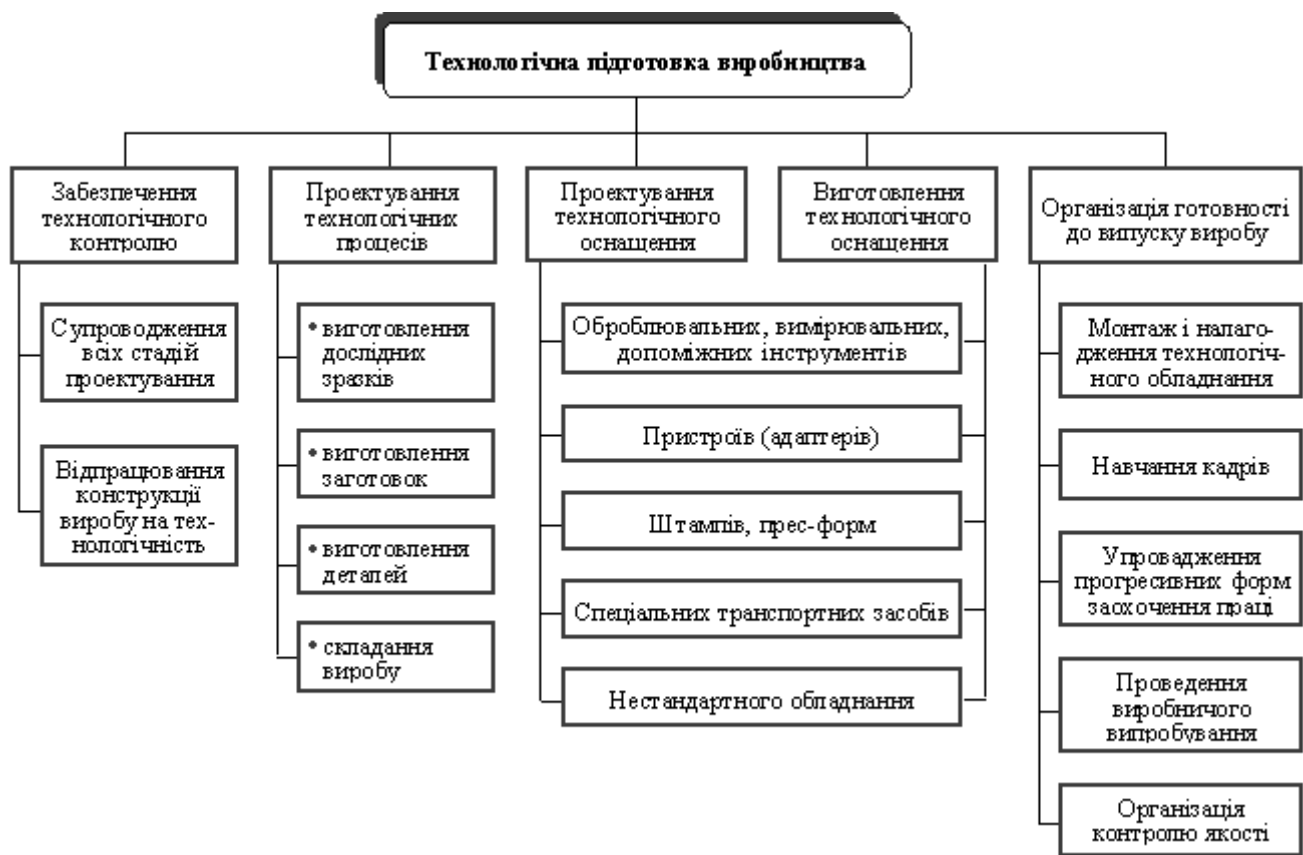 Технологічна підготовка виробництва
Забезпечення
технологічного
контролю
Супроводження
всіх стадій
проектування
Відпрацювання
конструкції
виробу на тех-
нологічність
Проектування
технологічних
процесів
• виготовлення
дослідних
зразків
• виготовлення
заготовок
• виготовлення
деталей
• складання
виробу
Проектування
технологічного
оснащення
Виготовлення
технологічного
оснащення
Оброблювальних, вимірювальних,
допоміжних інструментів
Пристроїв (адаптерів)
Штампів, прес-форм
Спеціальних транспортних засобів
Нестандартного обладнання
Організація готовності
до випуску виробу
Монтаж і налаго-
дження технологіч-
ного обладнання
Навчання кадрів
Упровадження
прогресивних форм
заохочення праці
Проведення
виробничого
випробування
Організація
контролю якості